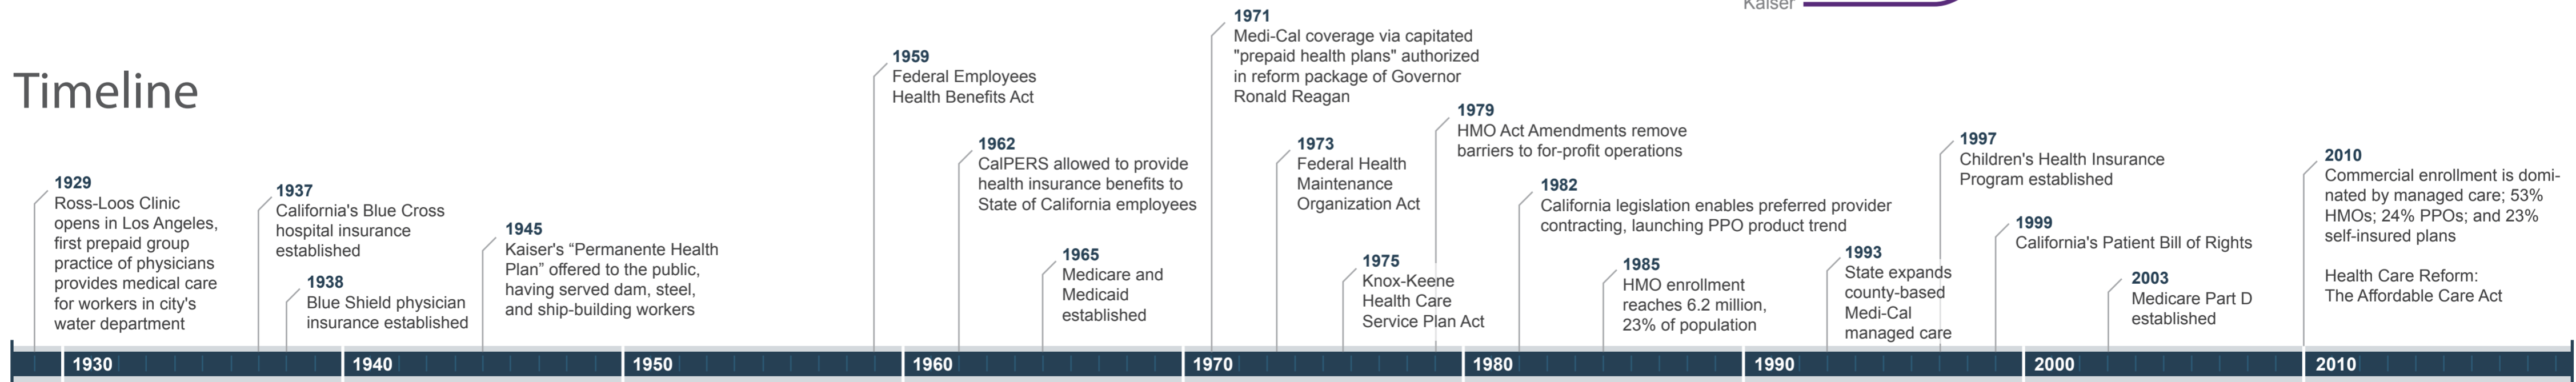 Kaiser
Timeline
1929
Ross-Loos Clinic
opens in Los Angeles,
first prepaid group
practice of physicians
provides medical care
for workers in city's
water department
1937
California's Blue Cross
hospital insurance
established
1938
Blue Shield physician
insurance established
1945
Kaiser's “Permanente Health
Plan” offered to the public,
having served dam, steel,
and ship-building workers
1959
Federal Employees
Health Benefits Act
1962
CalPERS allowed to provide
health insurance benefits to
State of California employees
1965
Medicare and
Medicaid
established
1971
Medi-Cal coverage via capitated
"prepaid health plans" authorized
in reform package of Governor
Ronald Reagan
1973
Federal Health
Maintenance
Organization Act
1975
Knox-Keene
Health Care
Service Plan Act
1979
HMO Act Amendments remove
barriers to for-profit operations
1982
California legislation enables preferred provider
contracting, launching PPO product trend
1985
HMO enrollment
reaches 6.2 million,
23% of population
1993
State expands
county-based
Medi-Cal
managed care
1997
Children's Health Insurance
Program established
1999
California's Patient Bill of Rights
2003
Medicare Part D
established
2010
Commercial enrollment is domi-
nated by managed care; 53%
HMOs; 24% PPOs; and 23%
self-insured plans
Health Care Reform:
The Affordable Care Act
1930
1940
1950
1960
1970
1980
1990
2000
2010